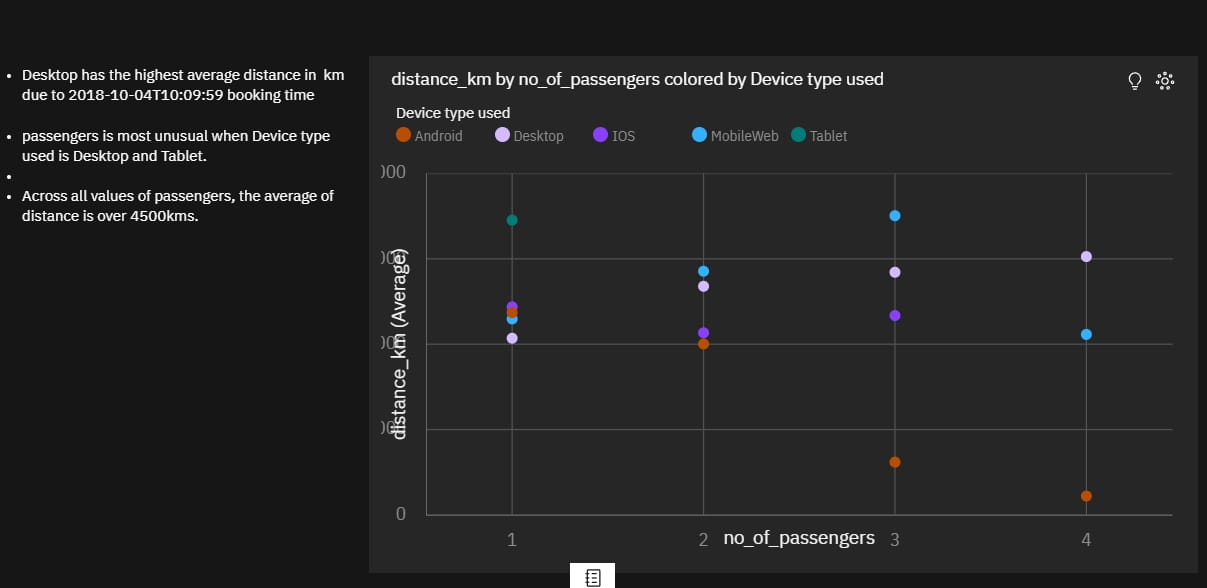 Desktop has the highest average distance in km
due to 2018-10-04T10:09:59 booking time
passengers is most unusual when Device type
used is Desktop and Tablet.
Across all values of passengers, the average of
distance is over 4500kms.
distance_km by no_of_passengers colored by Device type used
Device type used
Android Desktop IOS MobileWeb Tablet
distance_km (Average)
0
1 2 3 4
no_of_passengers